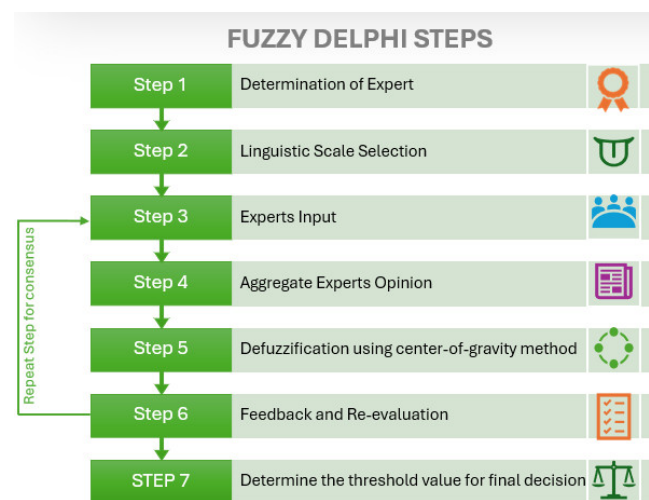 FUZZY DELPHI STEPS
Step 1 Determination of Expert
Step 2 Linguistic Scale Selection
Step 3 Experts Input
Step 4 Aggregate Experts Opinion
Step 5 Defuzzification using center-of-gravity method
Step 6 Feedback and Re-evaluation
STEP 7 Determine the threshold value for final decision
Repeat Step for consensus